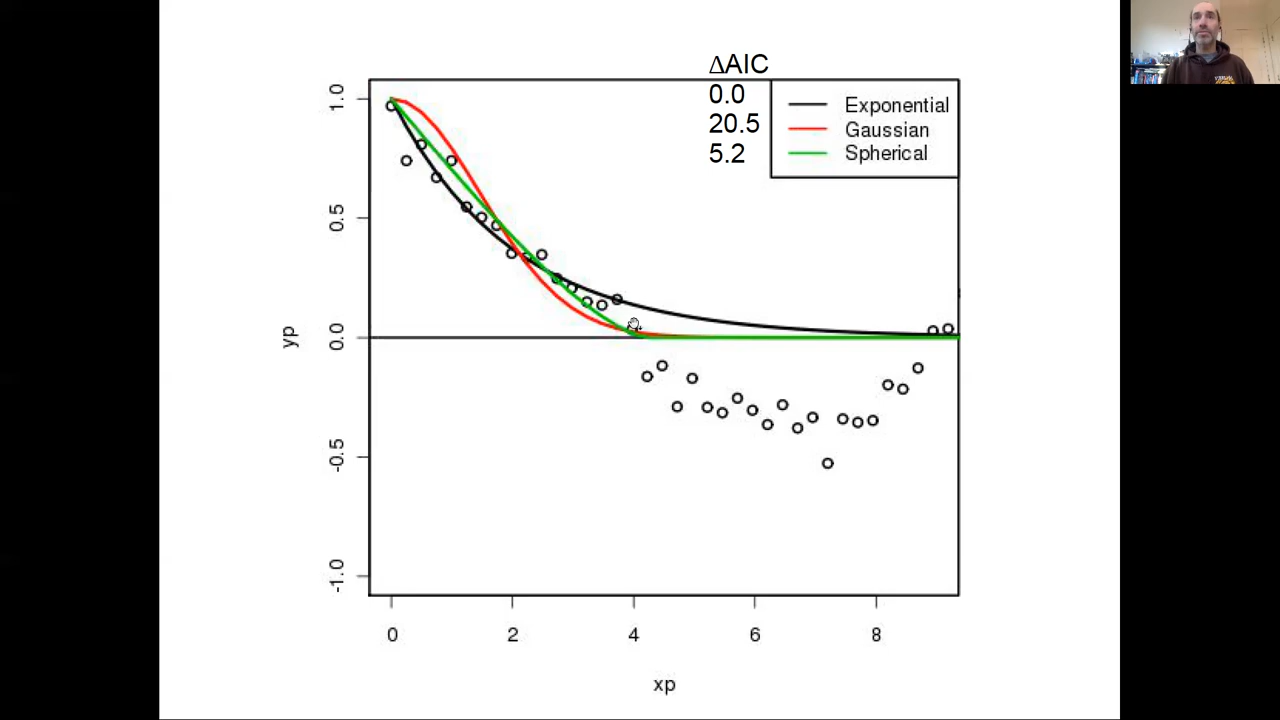 ΔAIC
0.0
20.5
5.2
Exponential
Gaussian
Spherical
1.0
0.5
0.0
-0.5
-1.0
yp
0 2 4 6 8
xp